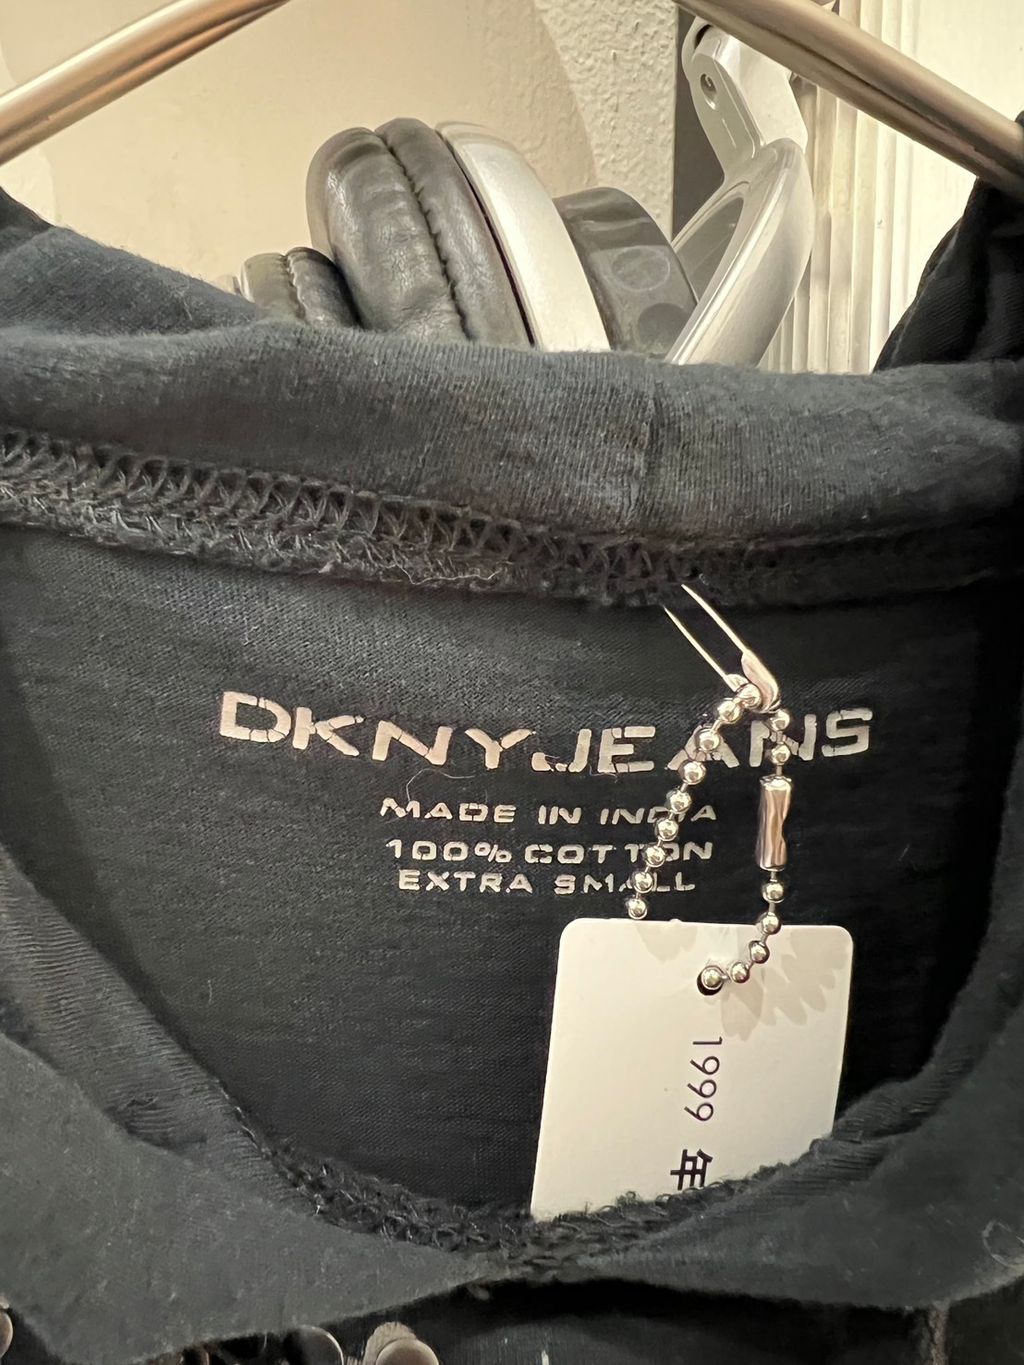 DKNYJEANS
MADE IN INDIA
100% COTTON
EXTRA SMALL
1999 年